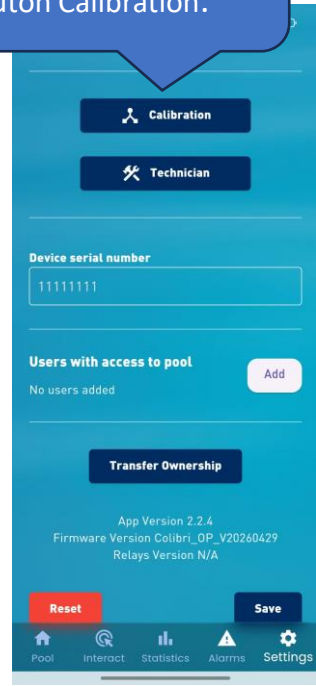 Calibration.
Calibration
Technician
Device serial number
11111111
Users with access to pool
Add
No users added
Transfer Ownership
App Version 2.2.4
Firmware Version Colibri_OP_V20260429
Relays Version N/A
Reset
Save
Pool
Interact
Statistics
Alarms
Settings